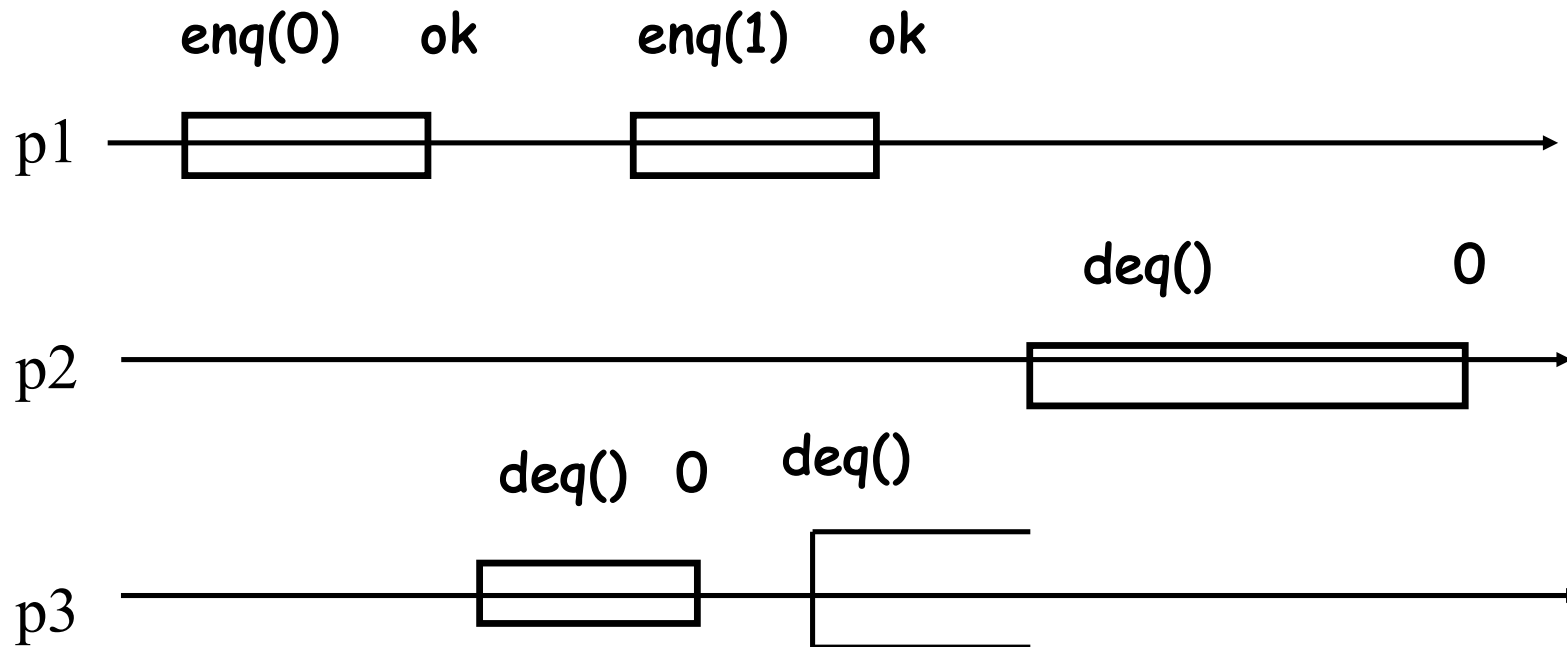 enq(0) ok enq(1) ok
p1
deq() 0
p2
deq() 0 deq()
p3